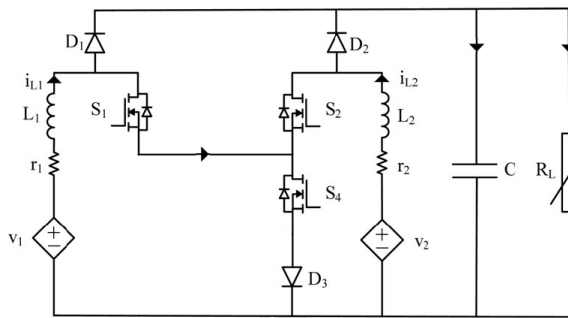 D1
D2
iL1
iL2
S1
S2
L1
L2
r1
r2
C
RL
S4
v1
+
−
+
−
v2
D3